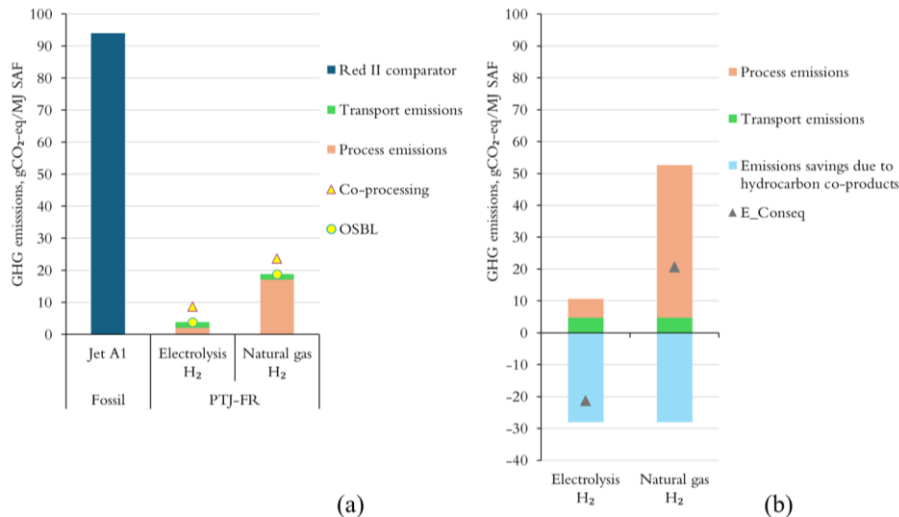 GHG emisssions, gCO₂-eq/MJ SAF
100
90
80
70
60
50
40
30
20
10
0
Jet A1
Electrolysis
H₂
Natural gas
H₂
Fossil
PTJ-FR
Red II comparator
Transport emissions
Process emissions
Co-processing
OSBL
(a)
GHG emissions, gCO₂-eq/MJ SAF
100
90
80
70
60
50
40
30
20
10
0
-10
-20
-30
-40
Electrolysis
H₂
Natural gas
H₂
Process emissions
Transport emissions
Emissions savings due to
hydrocarbon co-products
E_Conseq
(b)